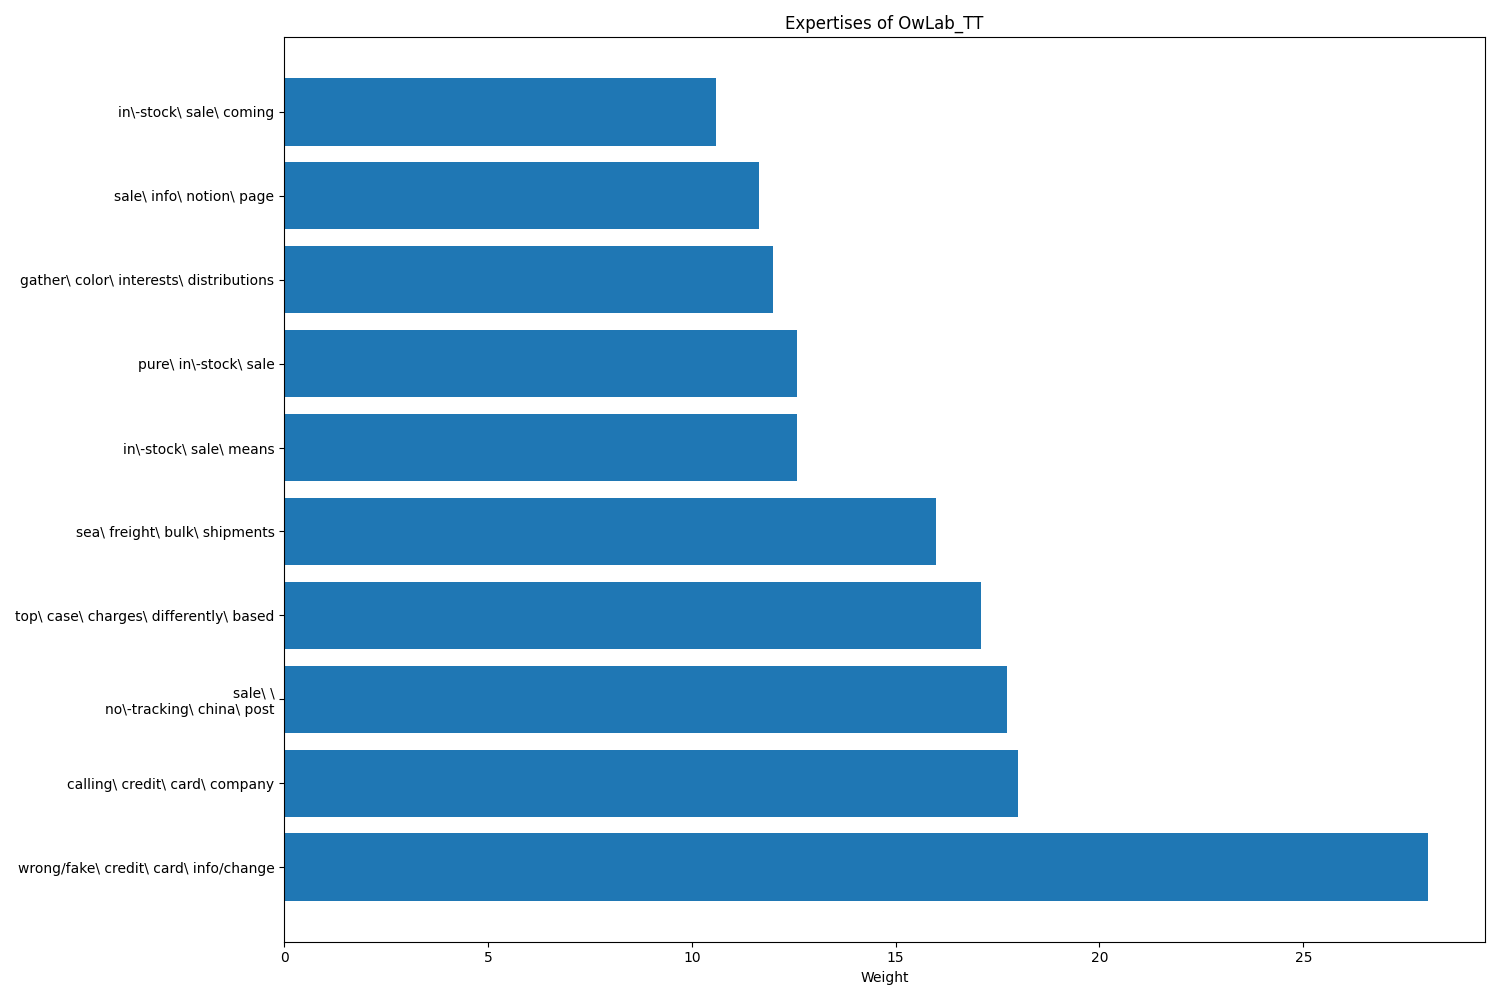 Expertises of OwLab_TT
in\-stock\ sale\ coming
sale\ info\ notion\ page
gather\ color\ interests\ distributions
pure\ in\-stock\ sale
in\-stock\ sale\ means
sea\ freight\ bulk\ shipments
top\ case\ charges\ differently\ based
sale\ \
no\-tracking\ china\ post
calling\ credit\ card\ company
wrong/fake\ credit\ card\ info/change
0 5 10 15 20 25
Weight